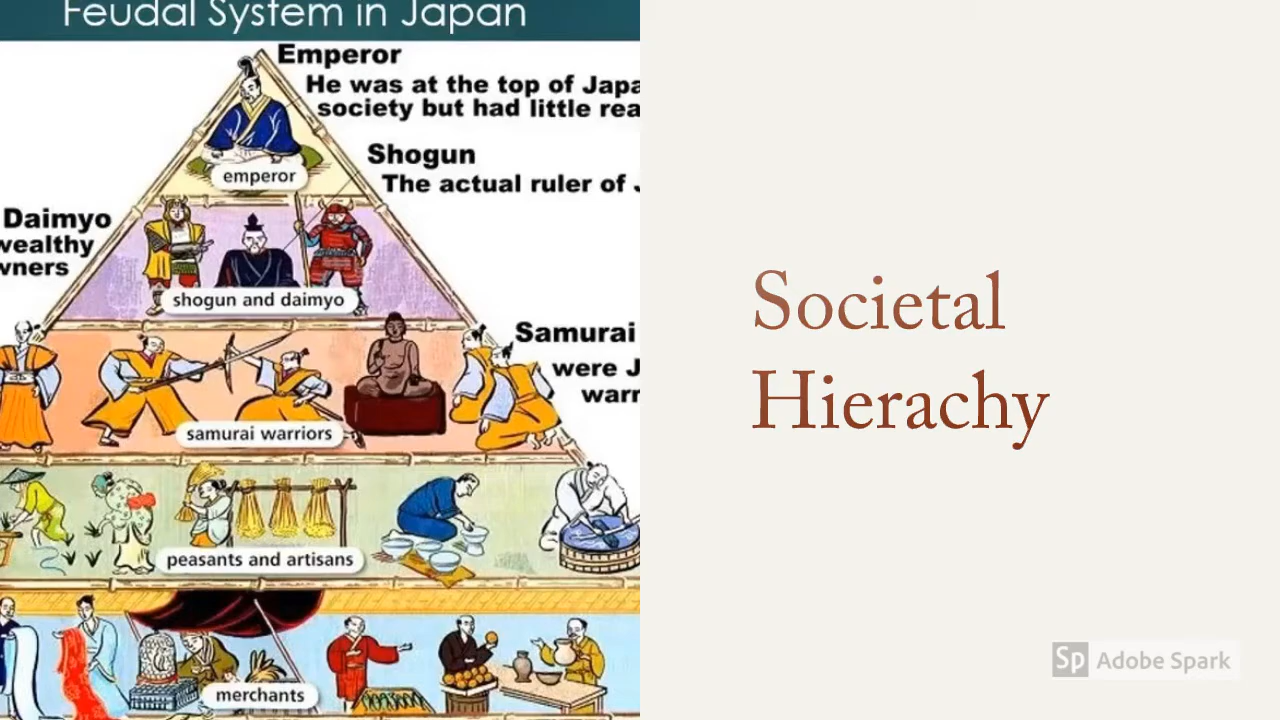 Feudal System in Japan
Emperor
He was at the top of Japa
society but had little rea
emperor
Shogun
The actual ruler of
Daimyo
wealthy
wners
shogun and daimyo
Samurai
were J
warr
samurai warriors
peasants and artisans
merchants
Societal
Hierachy
Sp Adobe Spark